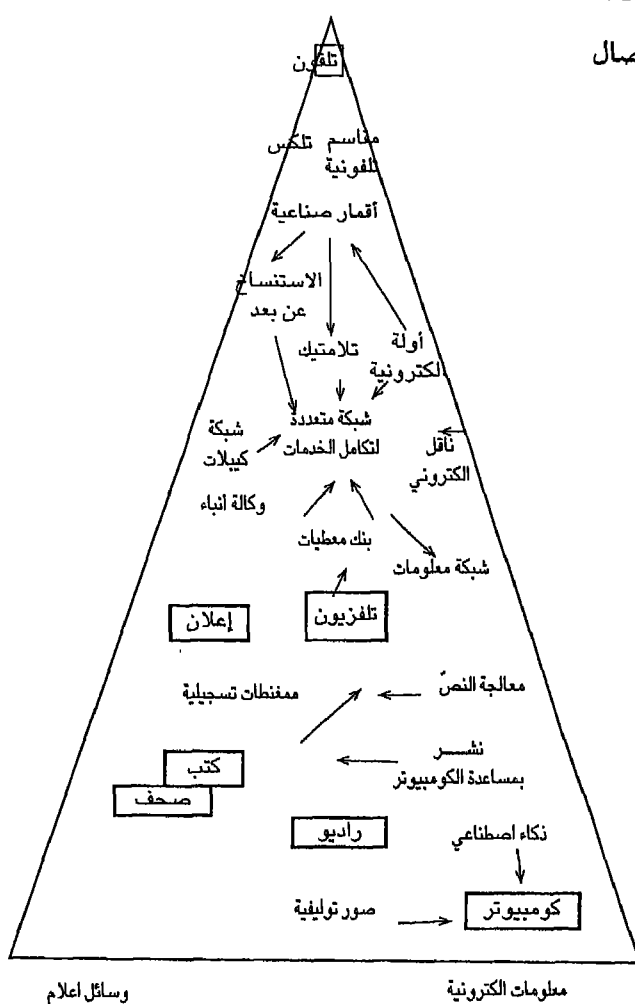 صال
تلفون
مقاسم تلكس
تلفونية
أقمار صناعية
الاستنساخ
عن بعد
أولة
الكترونية
تلامتيك
شبكة متعددة
لتكامل الخدمات
شبكة
كيبلات
ناقل
الكتروني
وكالة أنباء
بنك معطيات
شبكة معلومات
تلفزيون
إعلان
معالجة النصّ
ممغنطات تسجيلية
نشـــر
بمساعدة الكومبيوتر
كتب
صحف
راديو
ذكاء اصطناعي
كومبيوتر
صور توليفية
معلومات الكترونية
وسائل اعلام